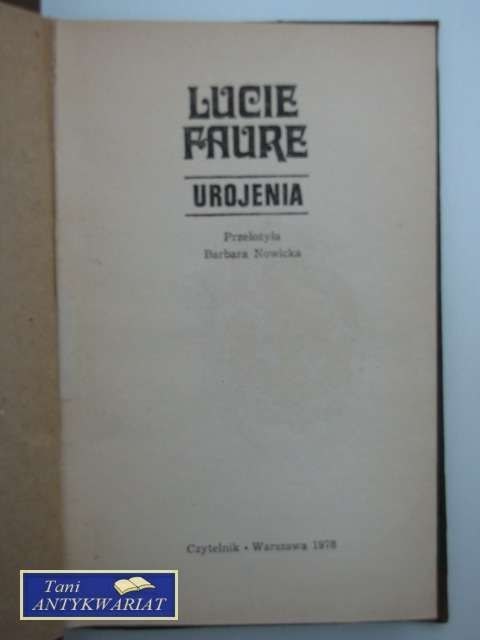 LUCIE
FAURE
UROJENIA
Przełożyła
Barbara Nowicka
Czytelnik • Warszawa 1978
Tani
ANTYKWARIAT